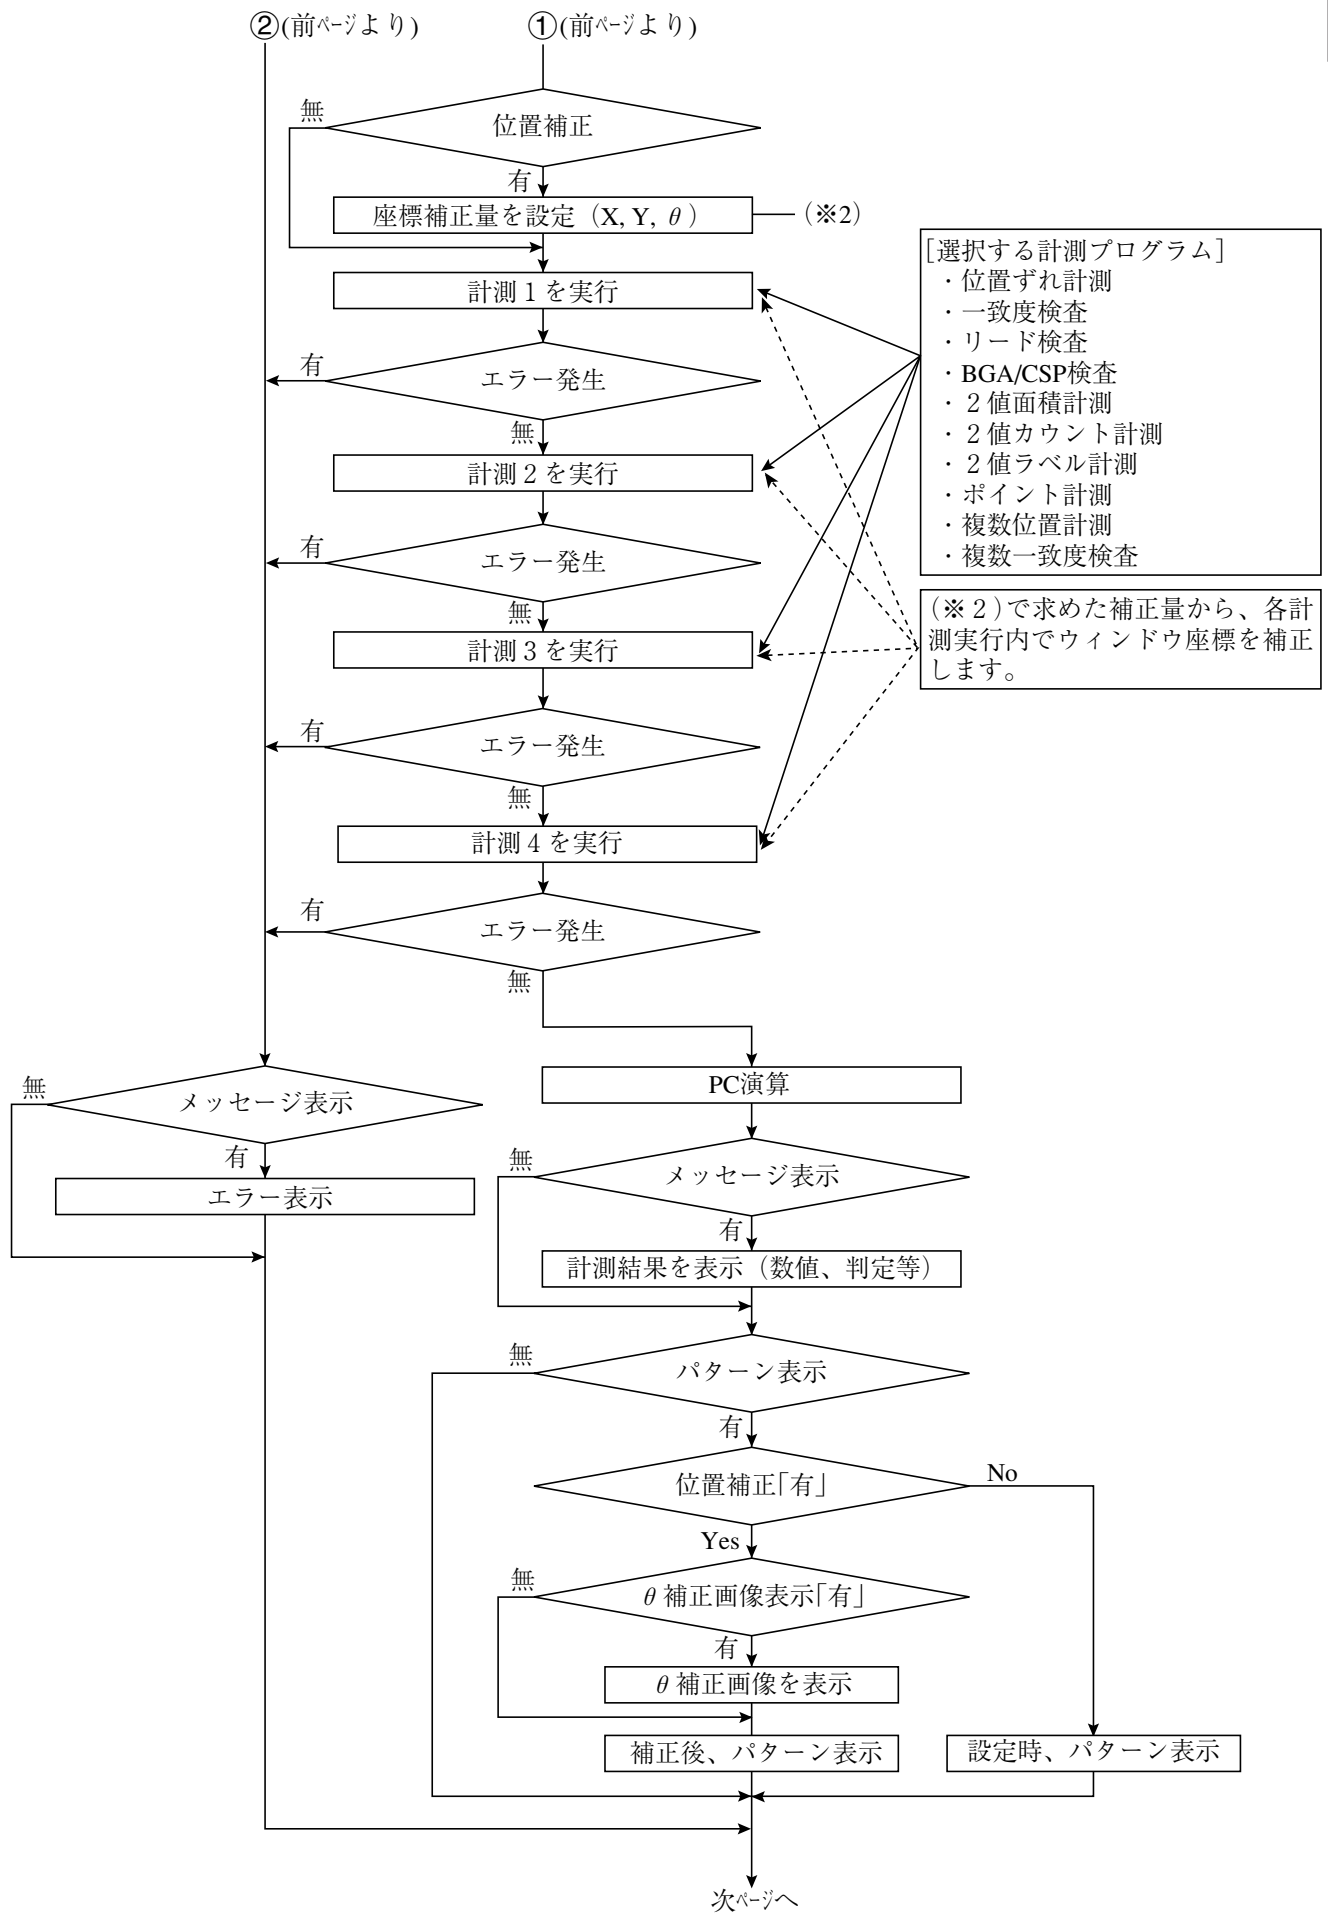 ②(前ページより)
①(前ページより)
位置補正
無
有
座標補正量を設定（X, Y, θ）
（※2）
計測１を実行
エラー発生
有
無
計測２を実行
エラー発生
有
無
計測３を実行
エラー発生
有
無
計測４を実行
エラー発生
有
無
［選択する計測プログラム］
・位置ずれ計測
・一致度検査
・リード検査
・BGA/CSP検査
・２値面積計測
・２値カウント計測
・２値ラベル計測
・ポイント計測
・複数位置計測
・複数一致度検査
（※２）で求めた補正量から、各計
測実行内でウィンドウ座標を補正
します。
メッセージ表示
無
有
エラー表示
PC演算
メッセージ表示
無
有
計測結果を表示（数値、判定等）
パターン表示
無
有
位置補正「有」
No
Yes
θ補正画像表示「有」
無
有
θ補正画像を表示
補正後、パターン表示
設定時、パターン表示
次ページへ